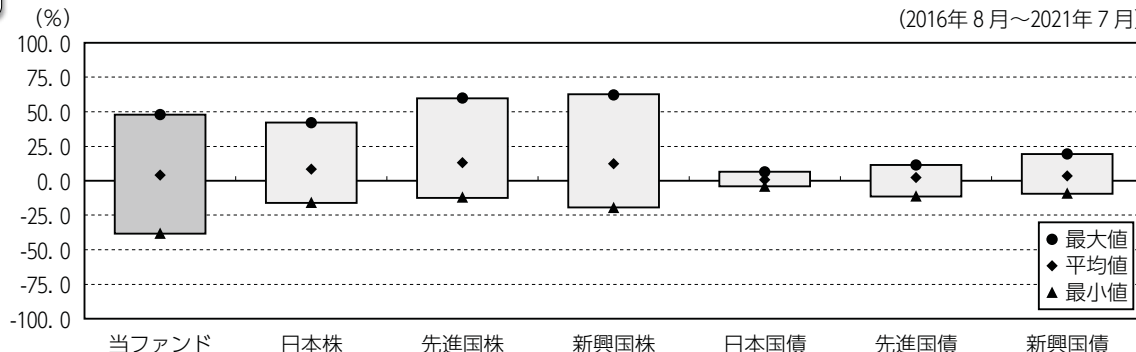 (%)
(2016年8月～2021年7月)
100.0
75.0
50.0
25.0
0.0
-25.0
-50.0
-75.0
-100.0
● 最大値
◆ 平均値
▲ 最小値
当ファンド 日本株 先進国株 新興国株 日本国債 先進国債 新興国債